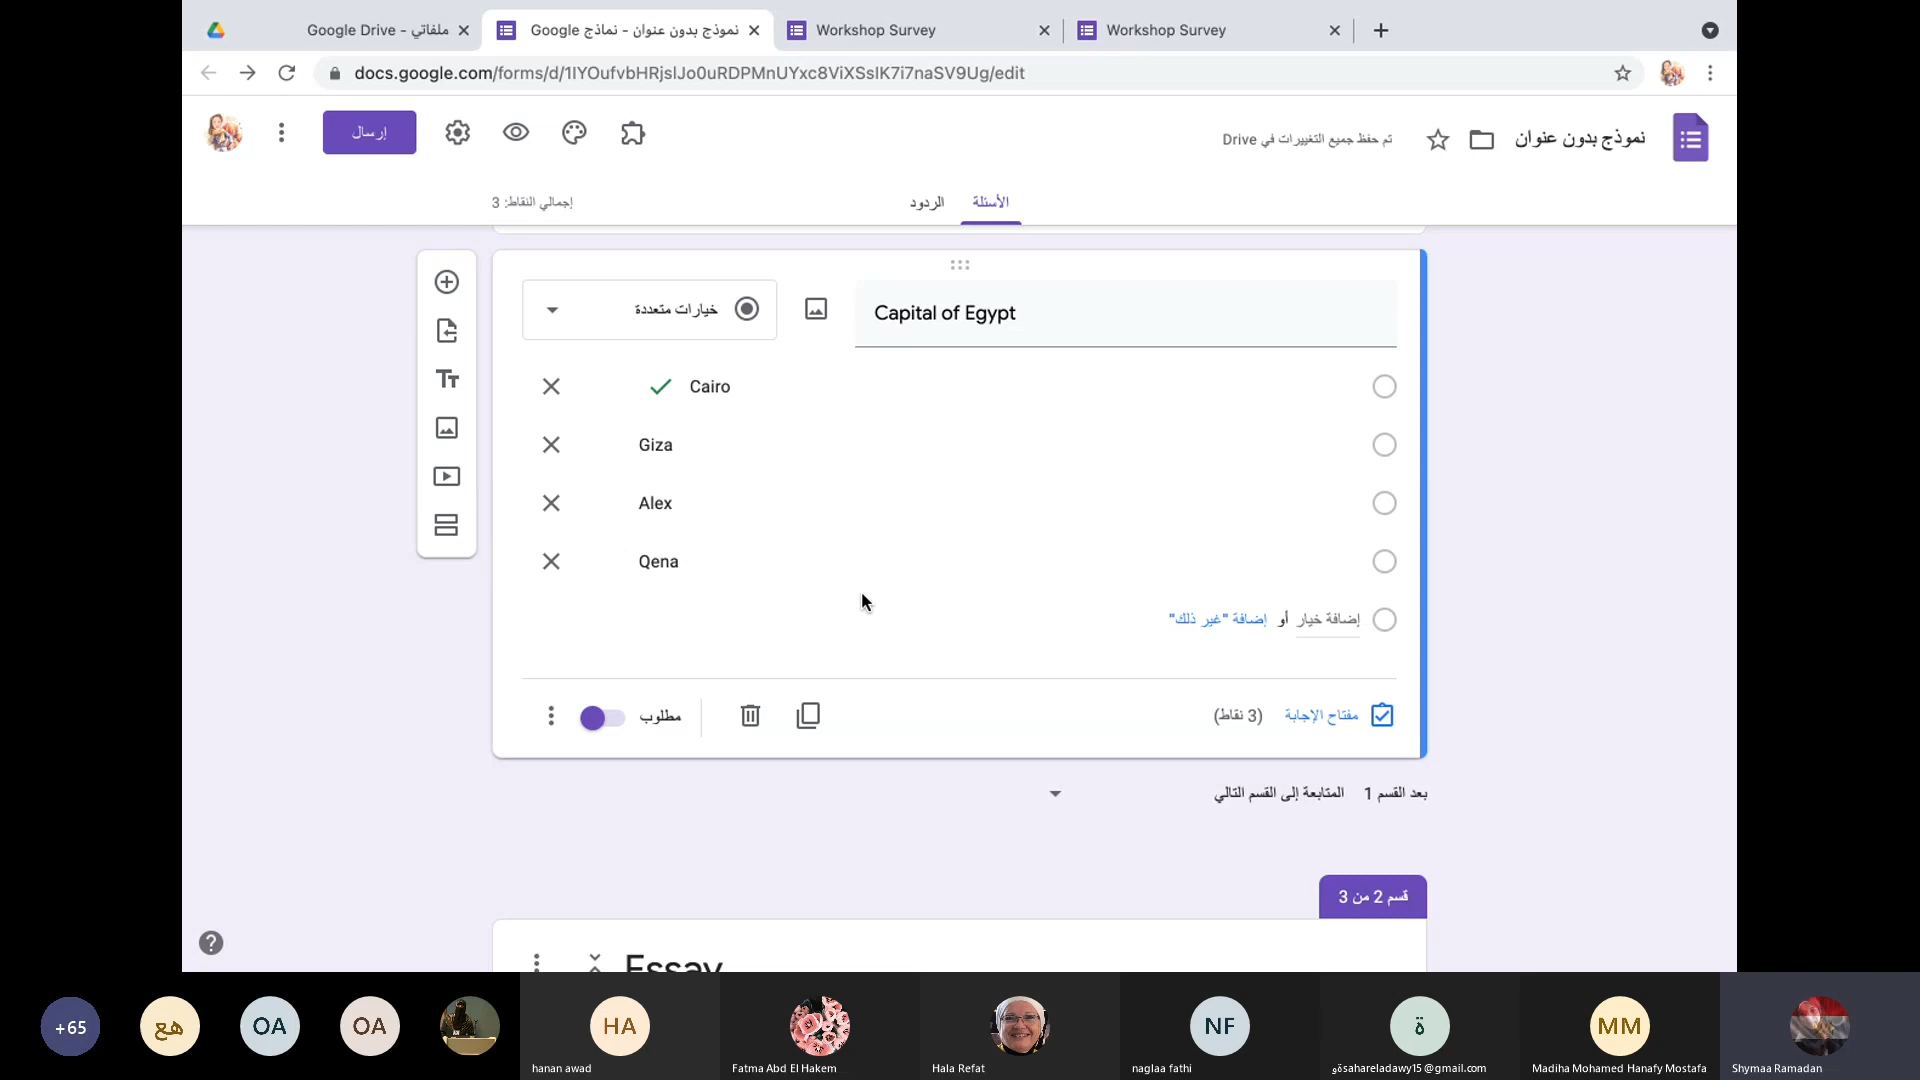 Google Drive - ملفاتي
نموذج بدون عنوان - نماذج Google
Workshop Survey
Workshop Survey
docs.google.com/forms/d/1IYOufvbHRjslJo0uRDPMnUYxc8ViXSsIK7i7naSV9Ug/edit
نموذج بدون عنوان
تم حفظ جميع التغييرات في Drive
إرسال
الأسئلة
الردود
إجمالي النقاط: 3
Capital of Egypt
خيارات متعددة
Cairo
Giza
Alex
Qena
إضافة خيار أو إضافة "غير ذلك"
مفتاح الإجابة (3 نقاط)
مطلوب
بعد القسم 1 المتابعة إلى القسم التالي
قسم 2 من 3
Essay
+65
هع
OA
OA
HA
NF
ة
MM
hanan awad
Fatma Abd El Hakem
Hala Refat
naglaa fathi
ةوsahareladawy15@gmail.com
Madiha Mohamed Hanafy Mostafa
Shymaa Ramadan